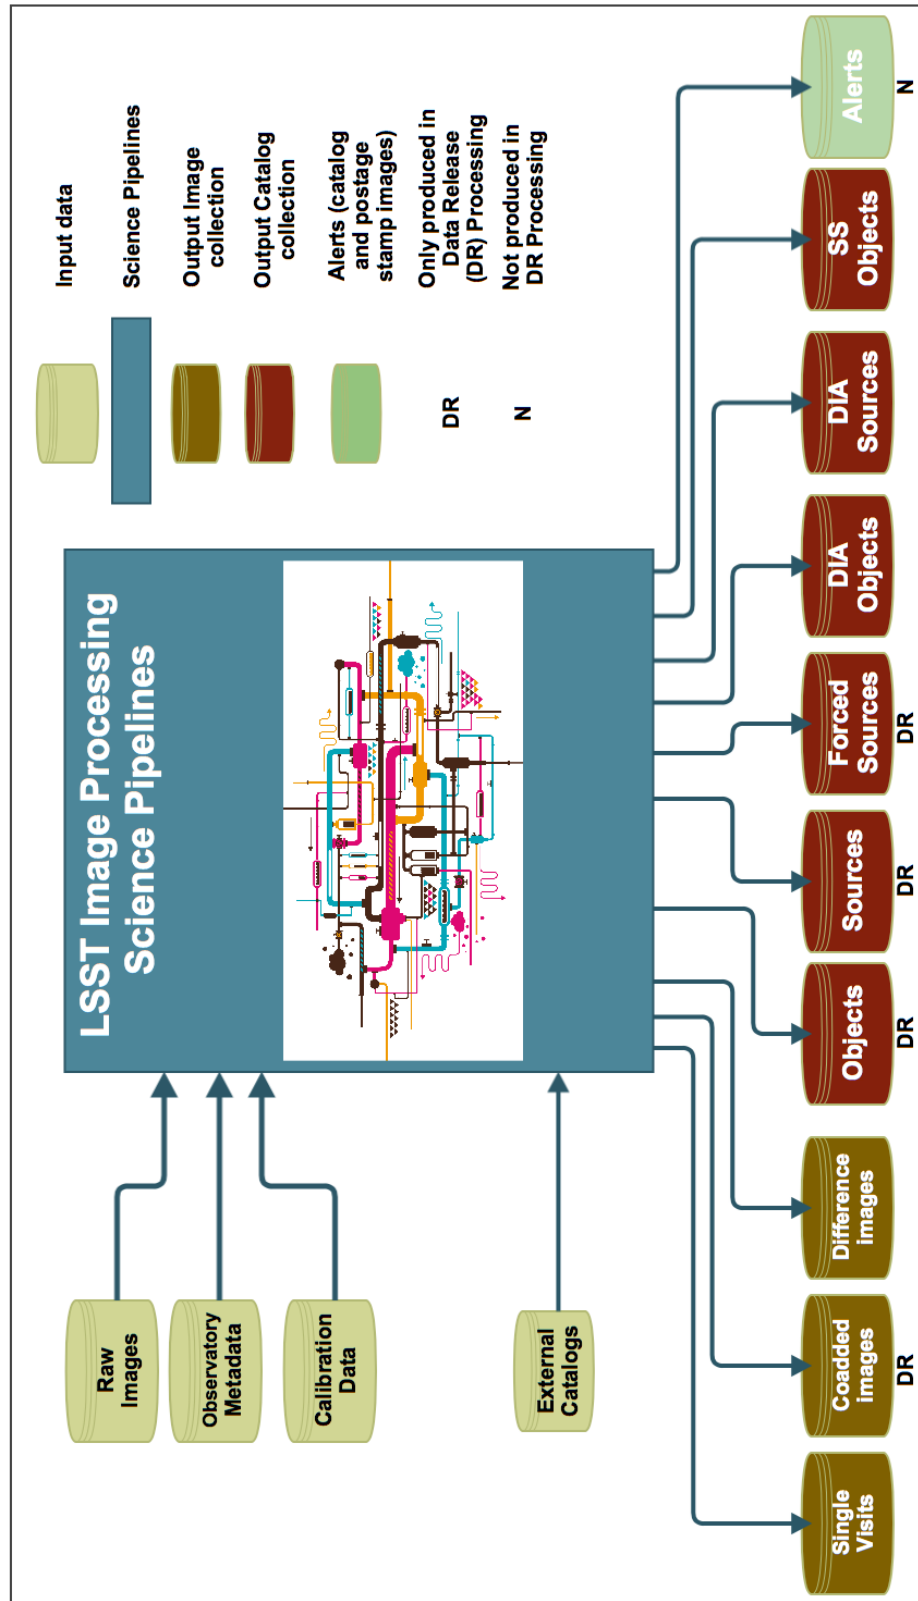 LSST Image Processing
Science Pipelines
Raw
Images
Observatory
Metadata
Calibration
Data
External
Catalogs
Input data
Science Pipelines
Output Image
collection
Output Catalog
collection
Alerts (catalog
and postage
stamp images)
DR
Only produced in
Data Release
(DR) Processing
N
Not produced in
DR Processing
Single
Visits
Coadded
images
DR
Difference
images
Objects
DR
Sources
DR
Forced
Sources
DR
DIA
Objects
DIA
Sources
SS
Objects
Alerts
N